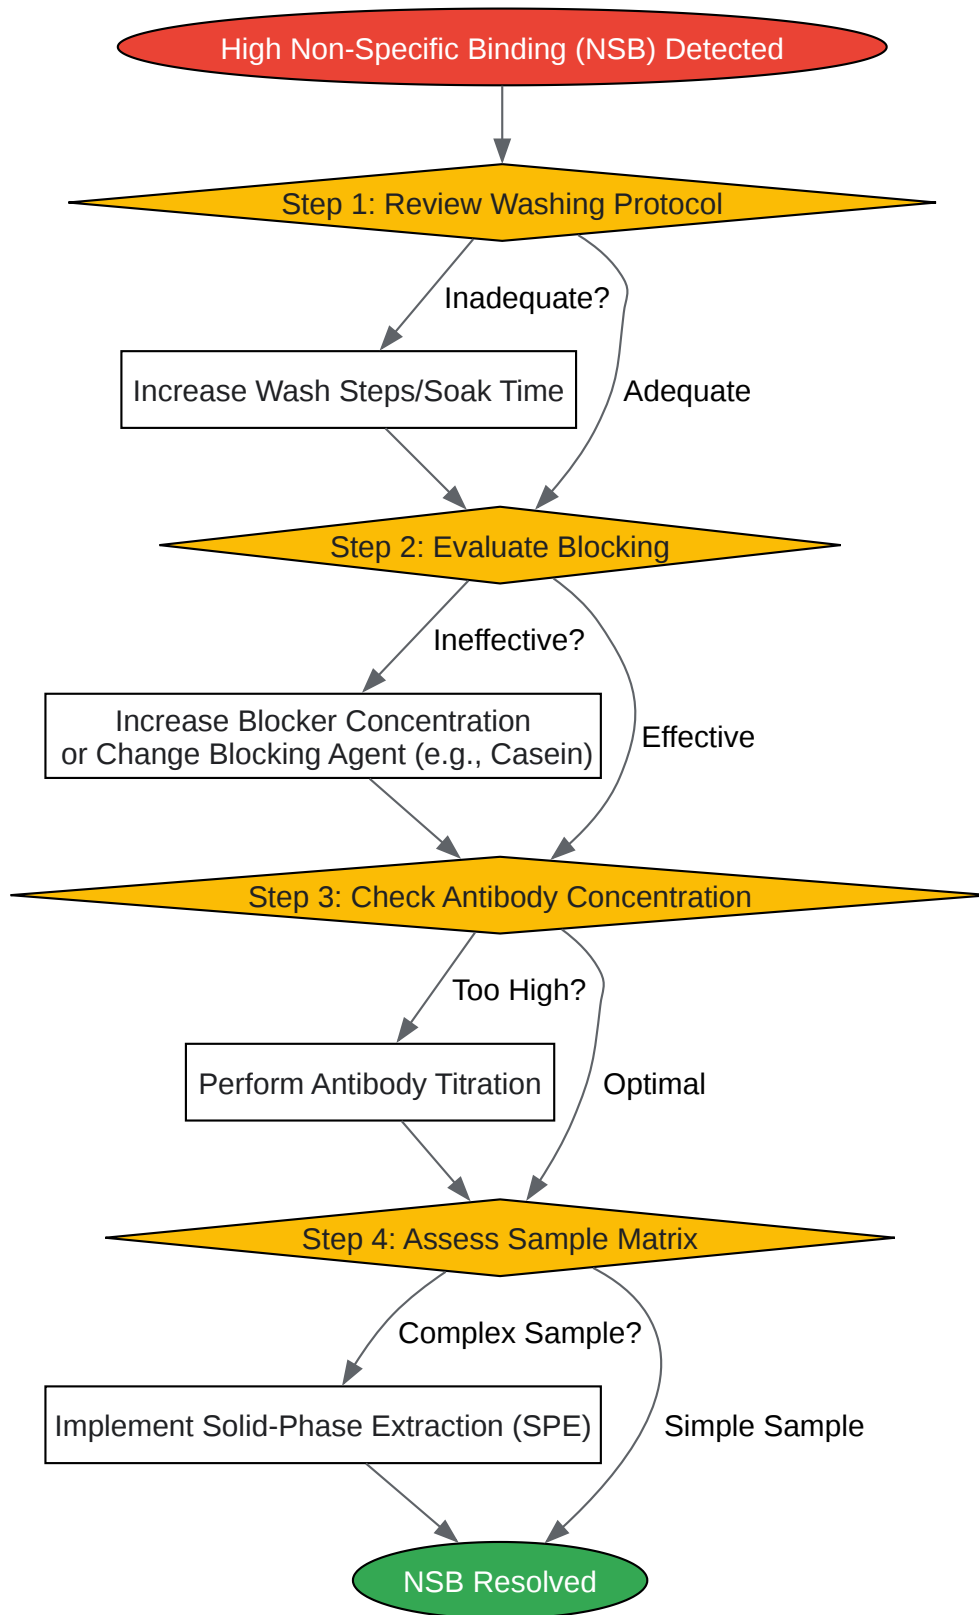 High Non-Specific Binding (NSB) Detected
Step 1: Review Washing Protocol
Inadequate?
Increase Wash Steps/Soak Time
Adequate
Step 2: Evaluate Blocking
Ineffective?
Increase Blocker Concentration
or Change Blocking Agent (e.g., Casein)
Effective
Step 3: Check Antibody Concentration
Too High?
Perform Antibody Titration
Optimal
Step 4: Assess Sample Matrix
Complex Sample?
Implement Solid-Phase Extraction (SPE)
Simple Sample
NSB Resolved